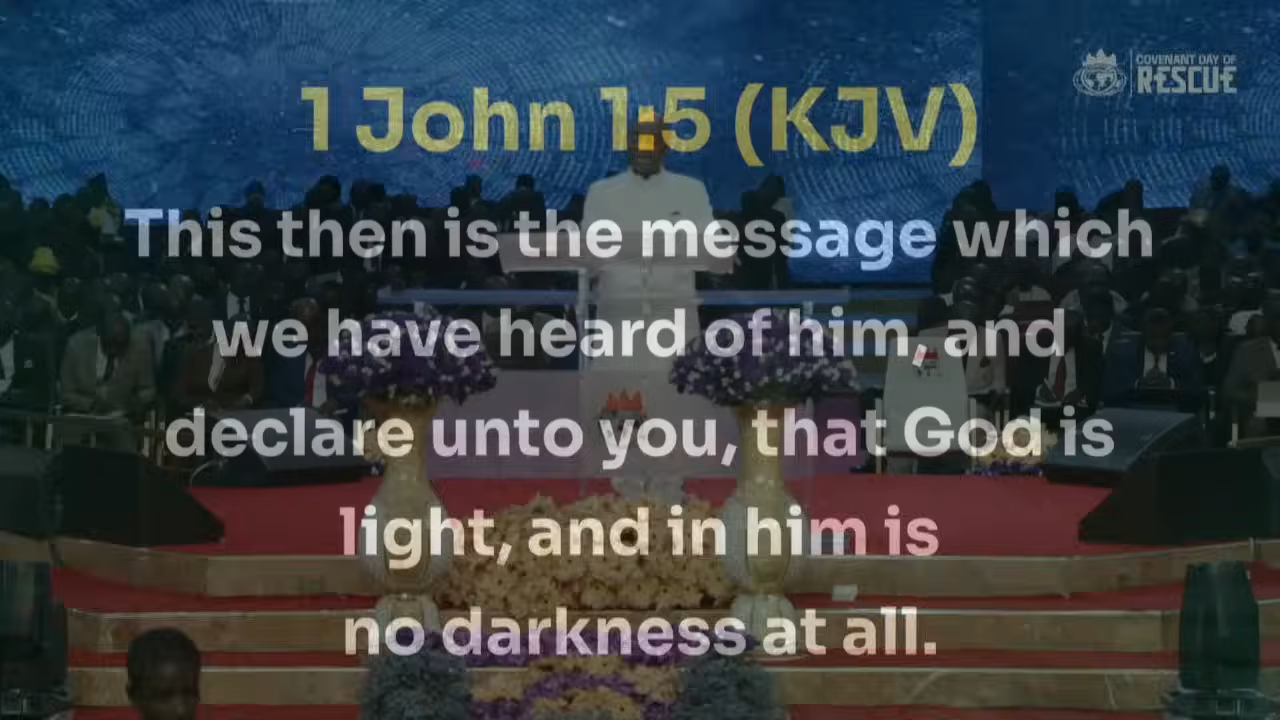 COVENANT DAY OF
RESCUE
1 John 1:5 (KJV)
This then is the message which
we have heard of him, and
declare unto you, that God is
light, and in him is
no darkness at all.